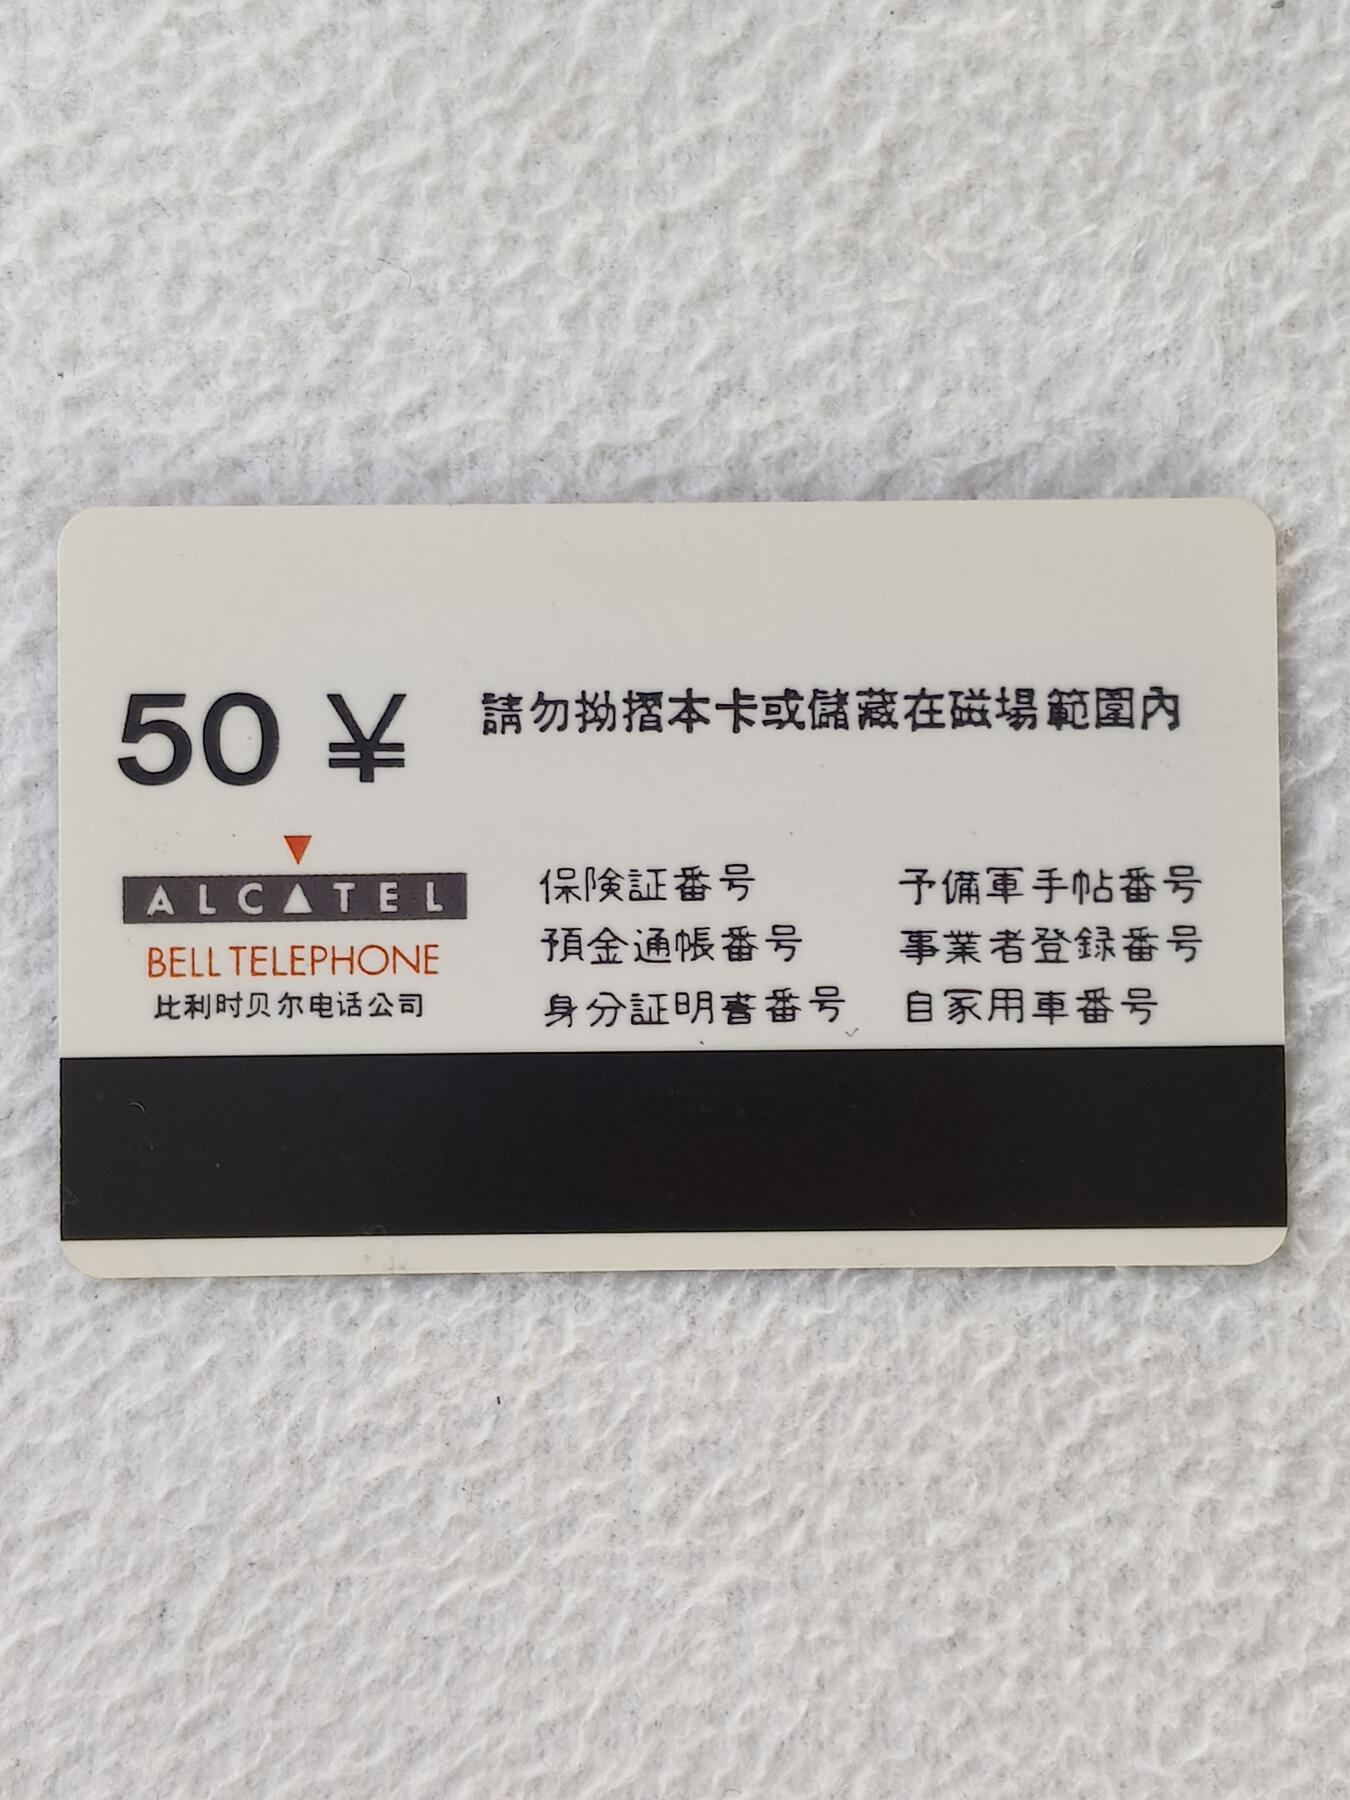 50 ¥
請勿拗摺本卡或儲藏在磁場範圍內
ALCATEL
BELL TELEPHONE
比利时贝尔电话公司
保険証番号
預金通帳番号
身分証明書番号
予備軍手帖番号
事業者登録番号
自家用車番号